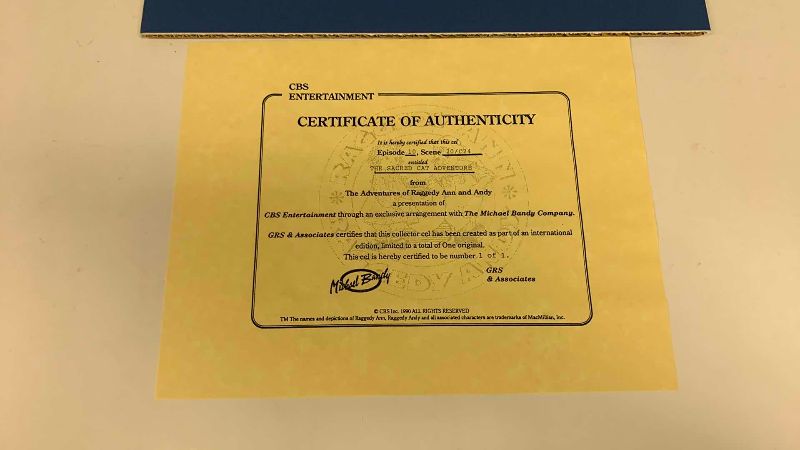 CBS
ENTERTAINMENT
CERTIFICATE OF AUTHENTICITY
It is hereby certified that this cel
Episode 10, Scene 30/C74
entitled
THE SACRED CAT ADVENTURE
from
The Adventures of Raggedy Ann and Andy
a presentation of
CBS Entertainment through an exclusive arrangement with The Michael Bandy Company.
GRS & Associates certifies that this collector cel has been created as part of an international
edition, limited to a total of One original.
This cel is hereby certified to be number 1 of 1.
Michael Bandy
GRS
& Associates
© CBS Inc. 1990 ALL RIGHTS RESERVED
TM The names and depictions of Raggedy Ann, Raggedy Andy and all associated characters are trademarks of MacMillian, Inc.